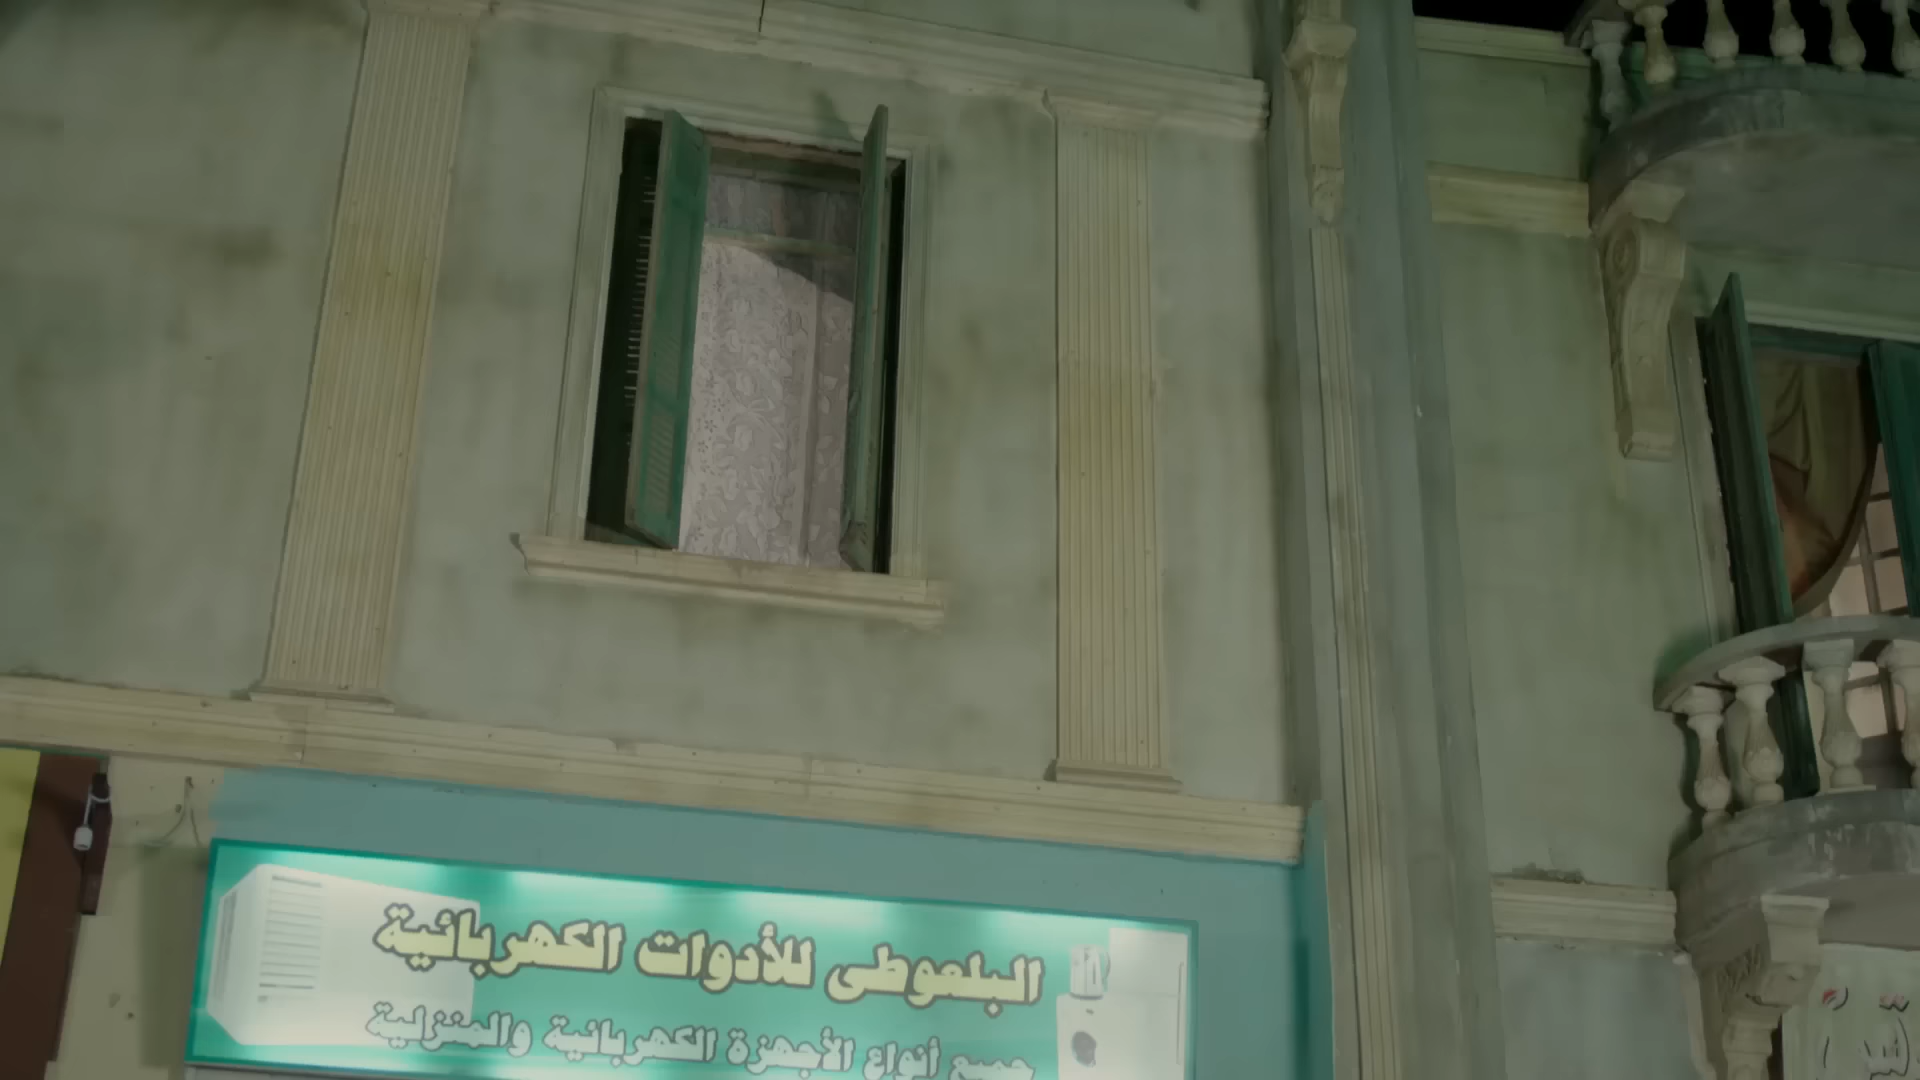 البلعوطى للأدوات الكهربائية
جميع أنواع الأجهزة الكهربائية والمنزلية